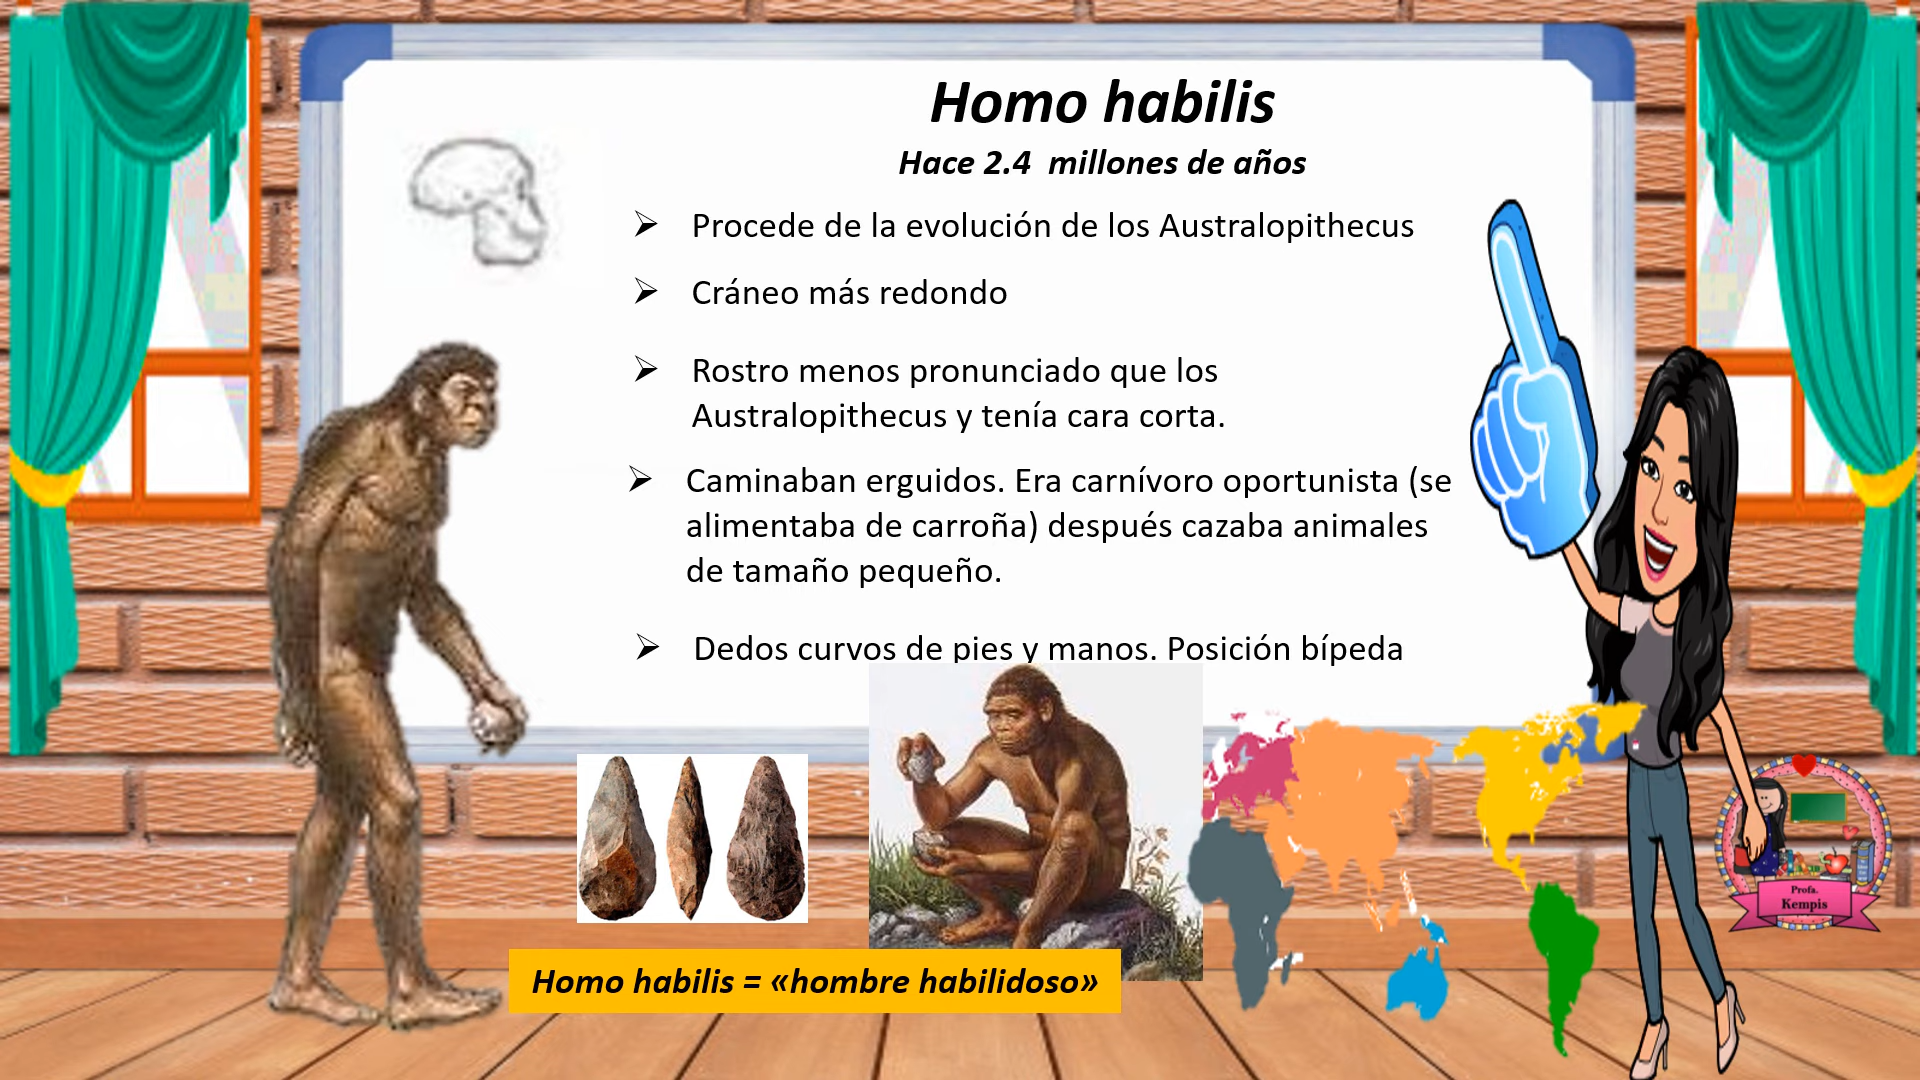 Homo habilis
Hace 2.4 millones de años
Procede de la evolución de los Australopithecus
Cráneo más redondo
Rostro menos pronunciado que los
Australopithecus y tenía cara corta.
Caminaban erguidos. Era carnívoro oportunista (se
alimentaba de carroña) después cazaba animales
de tamaño pequeño.
Dedos curvos de pies y manos. Posición bípeda
Homo habilis = «hombre habilidoso»
Profa.
Kempis